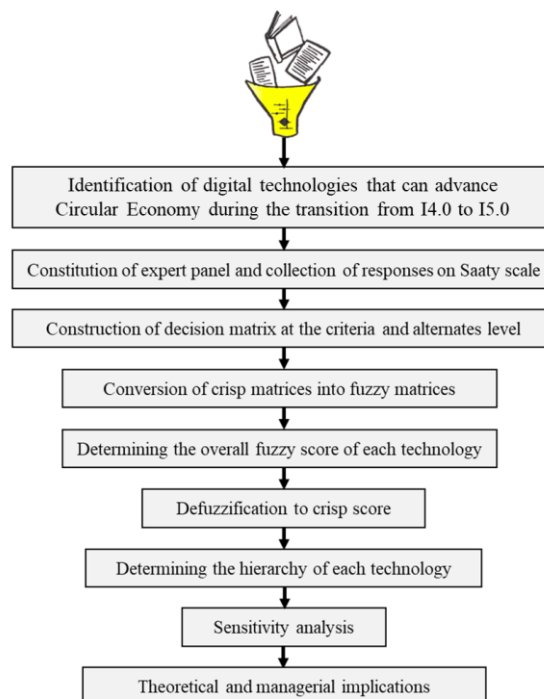 Identification of digital technologies that can advance
Circular Economy during the transition from I4.0 to I5.0
Constitution of expert panel and collection of responses on Saaty scale
Construction of decision matrix at the criteria and alternates level
Conversion of crisp matrices into fuzzy matrices
Determining the overall fuzzy score of each technology
Defuzzification to crisp score
Determining the hierarchy of each technology
Sensitivity analysis
Theoretical and managerial implications